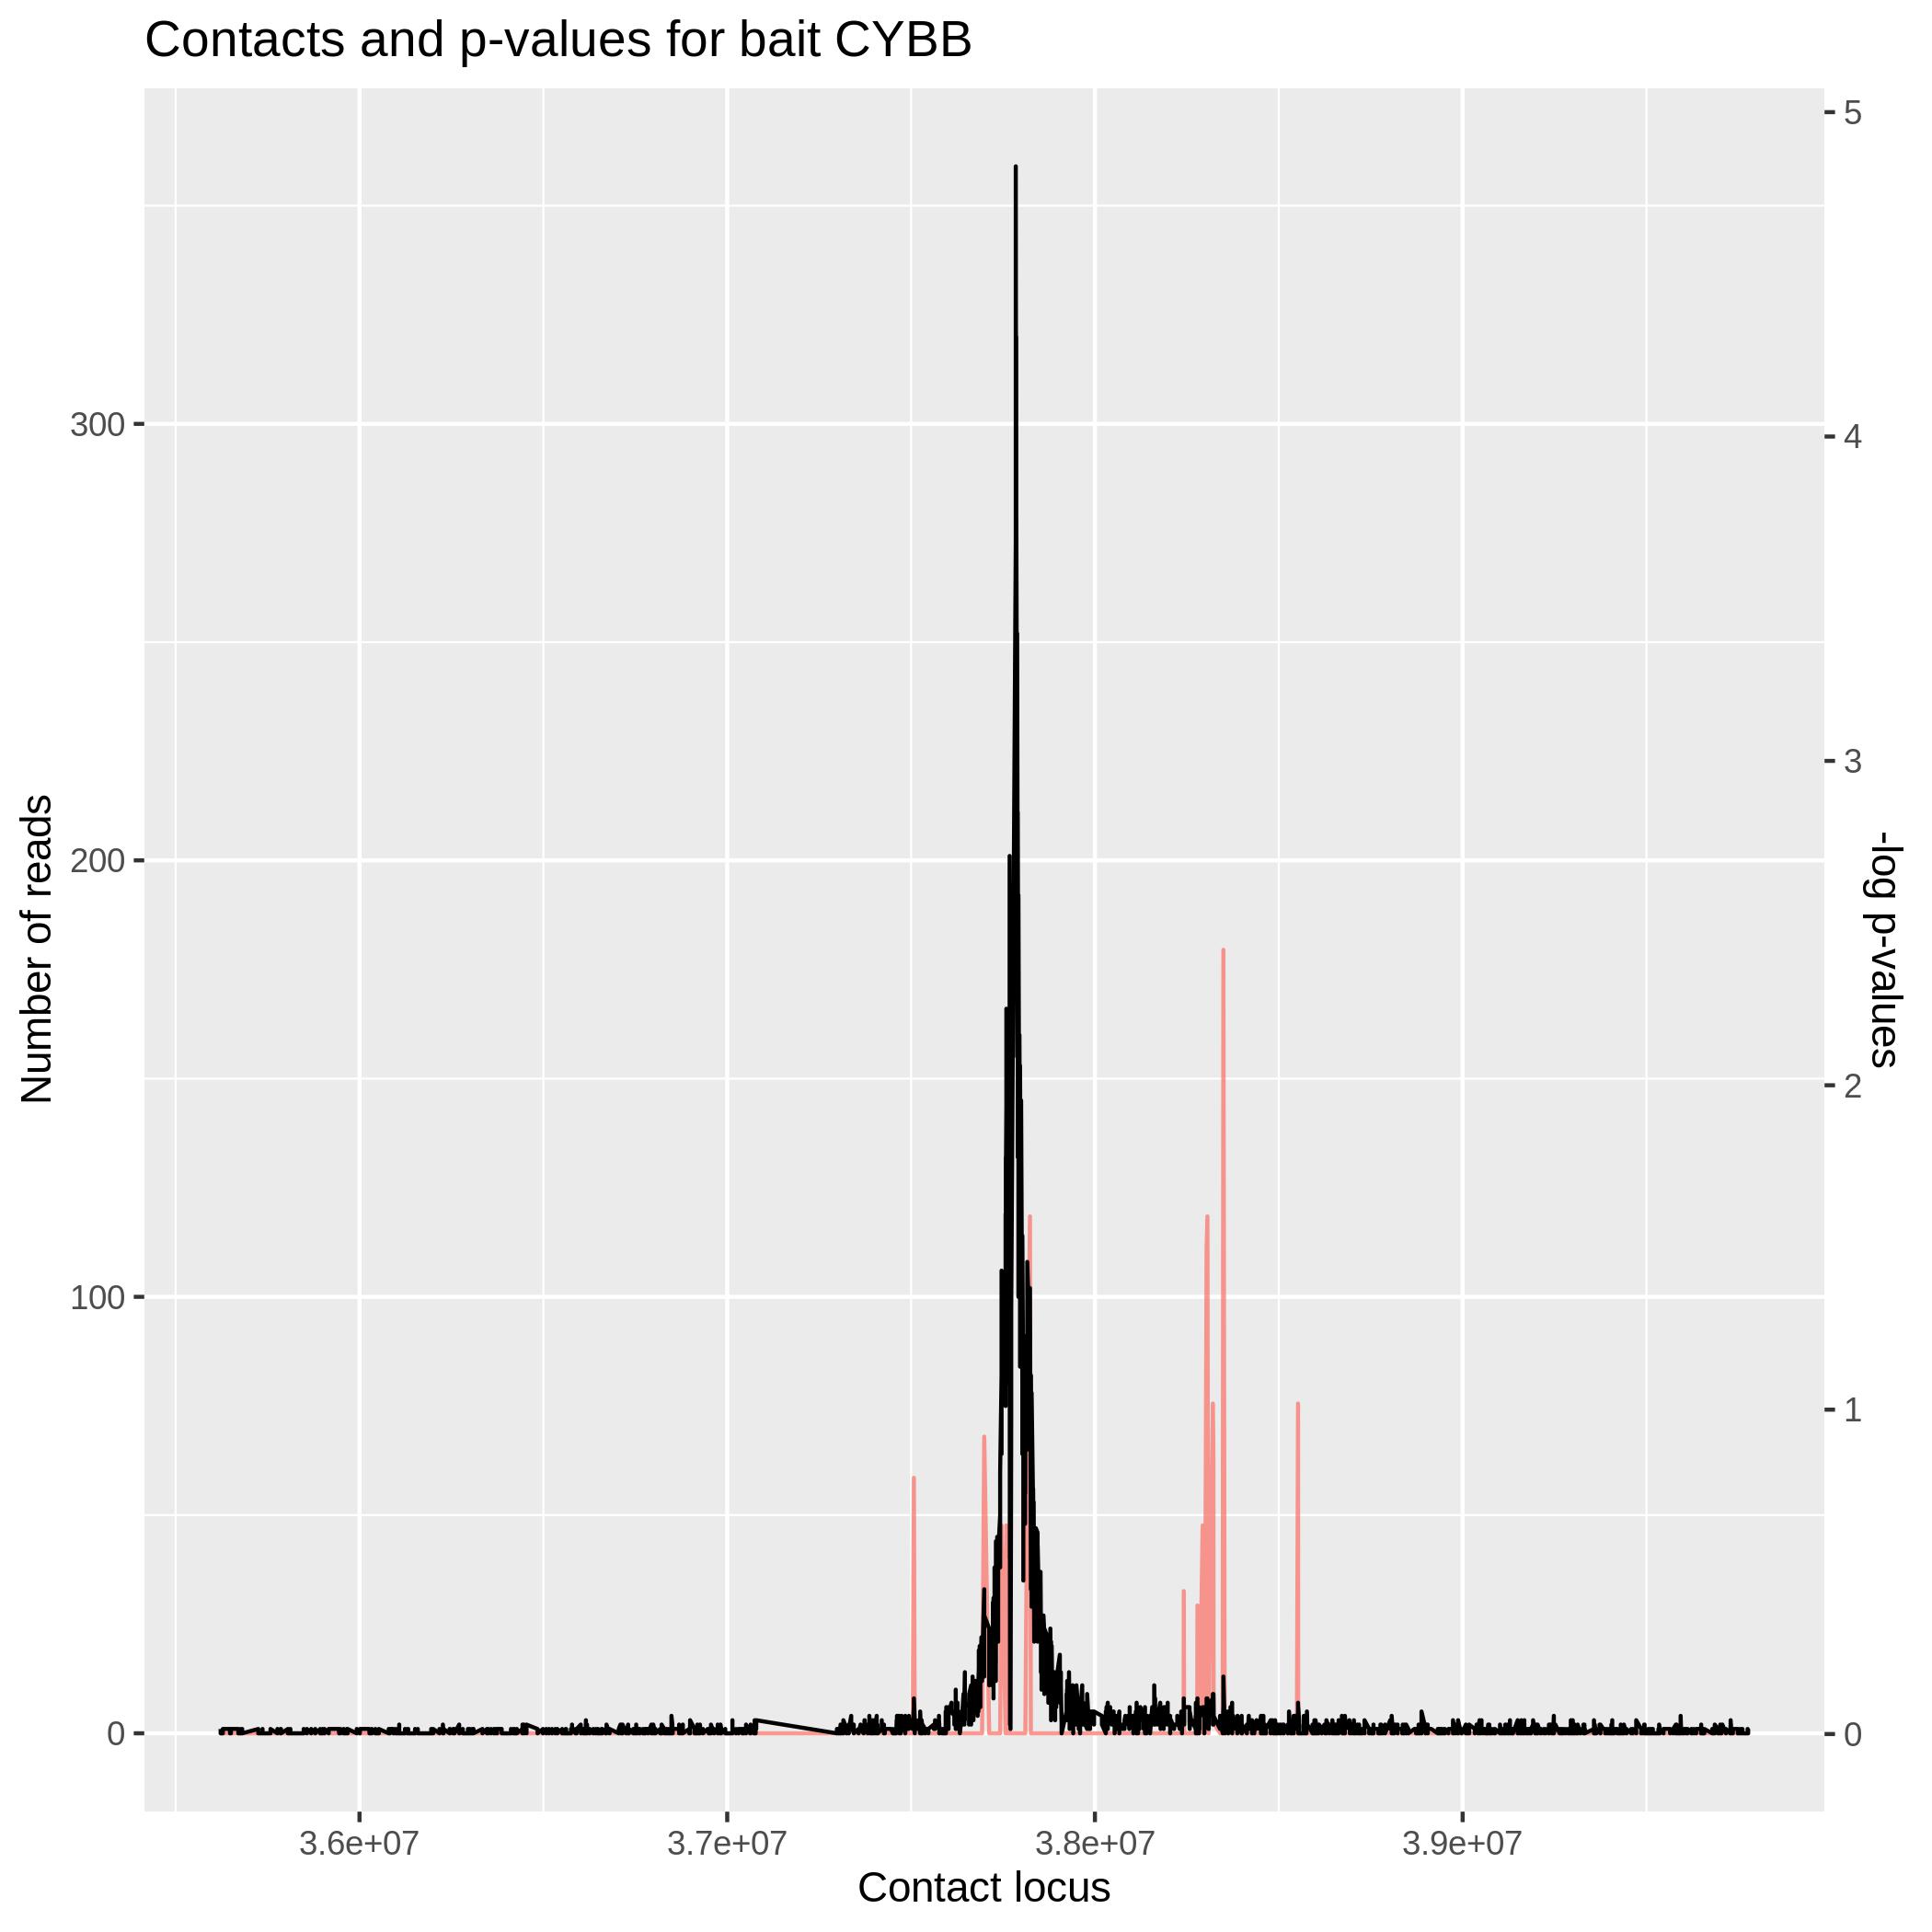 Contacts and p-values for bait CYBB
Number of reads
300
200
100
0
5
4
3
2
1
0
-log p-values
3.6e+07
3.7e+07
3.8e+07
3.9e+07
Contact locus